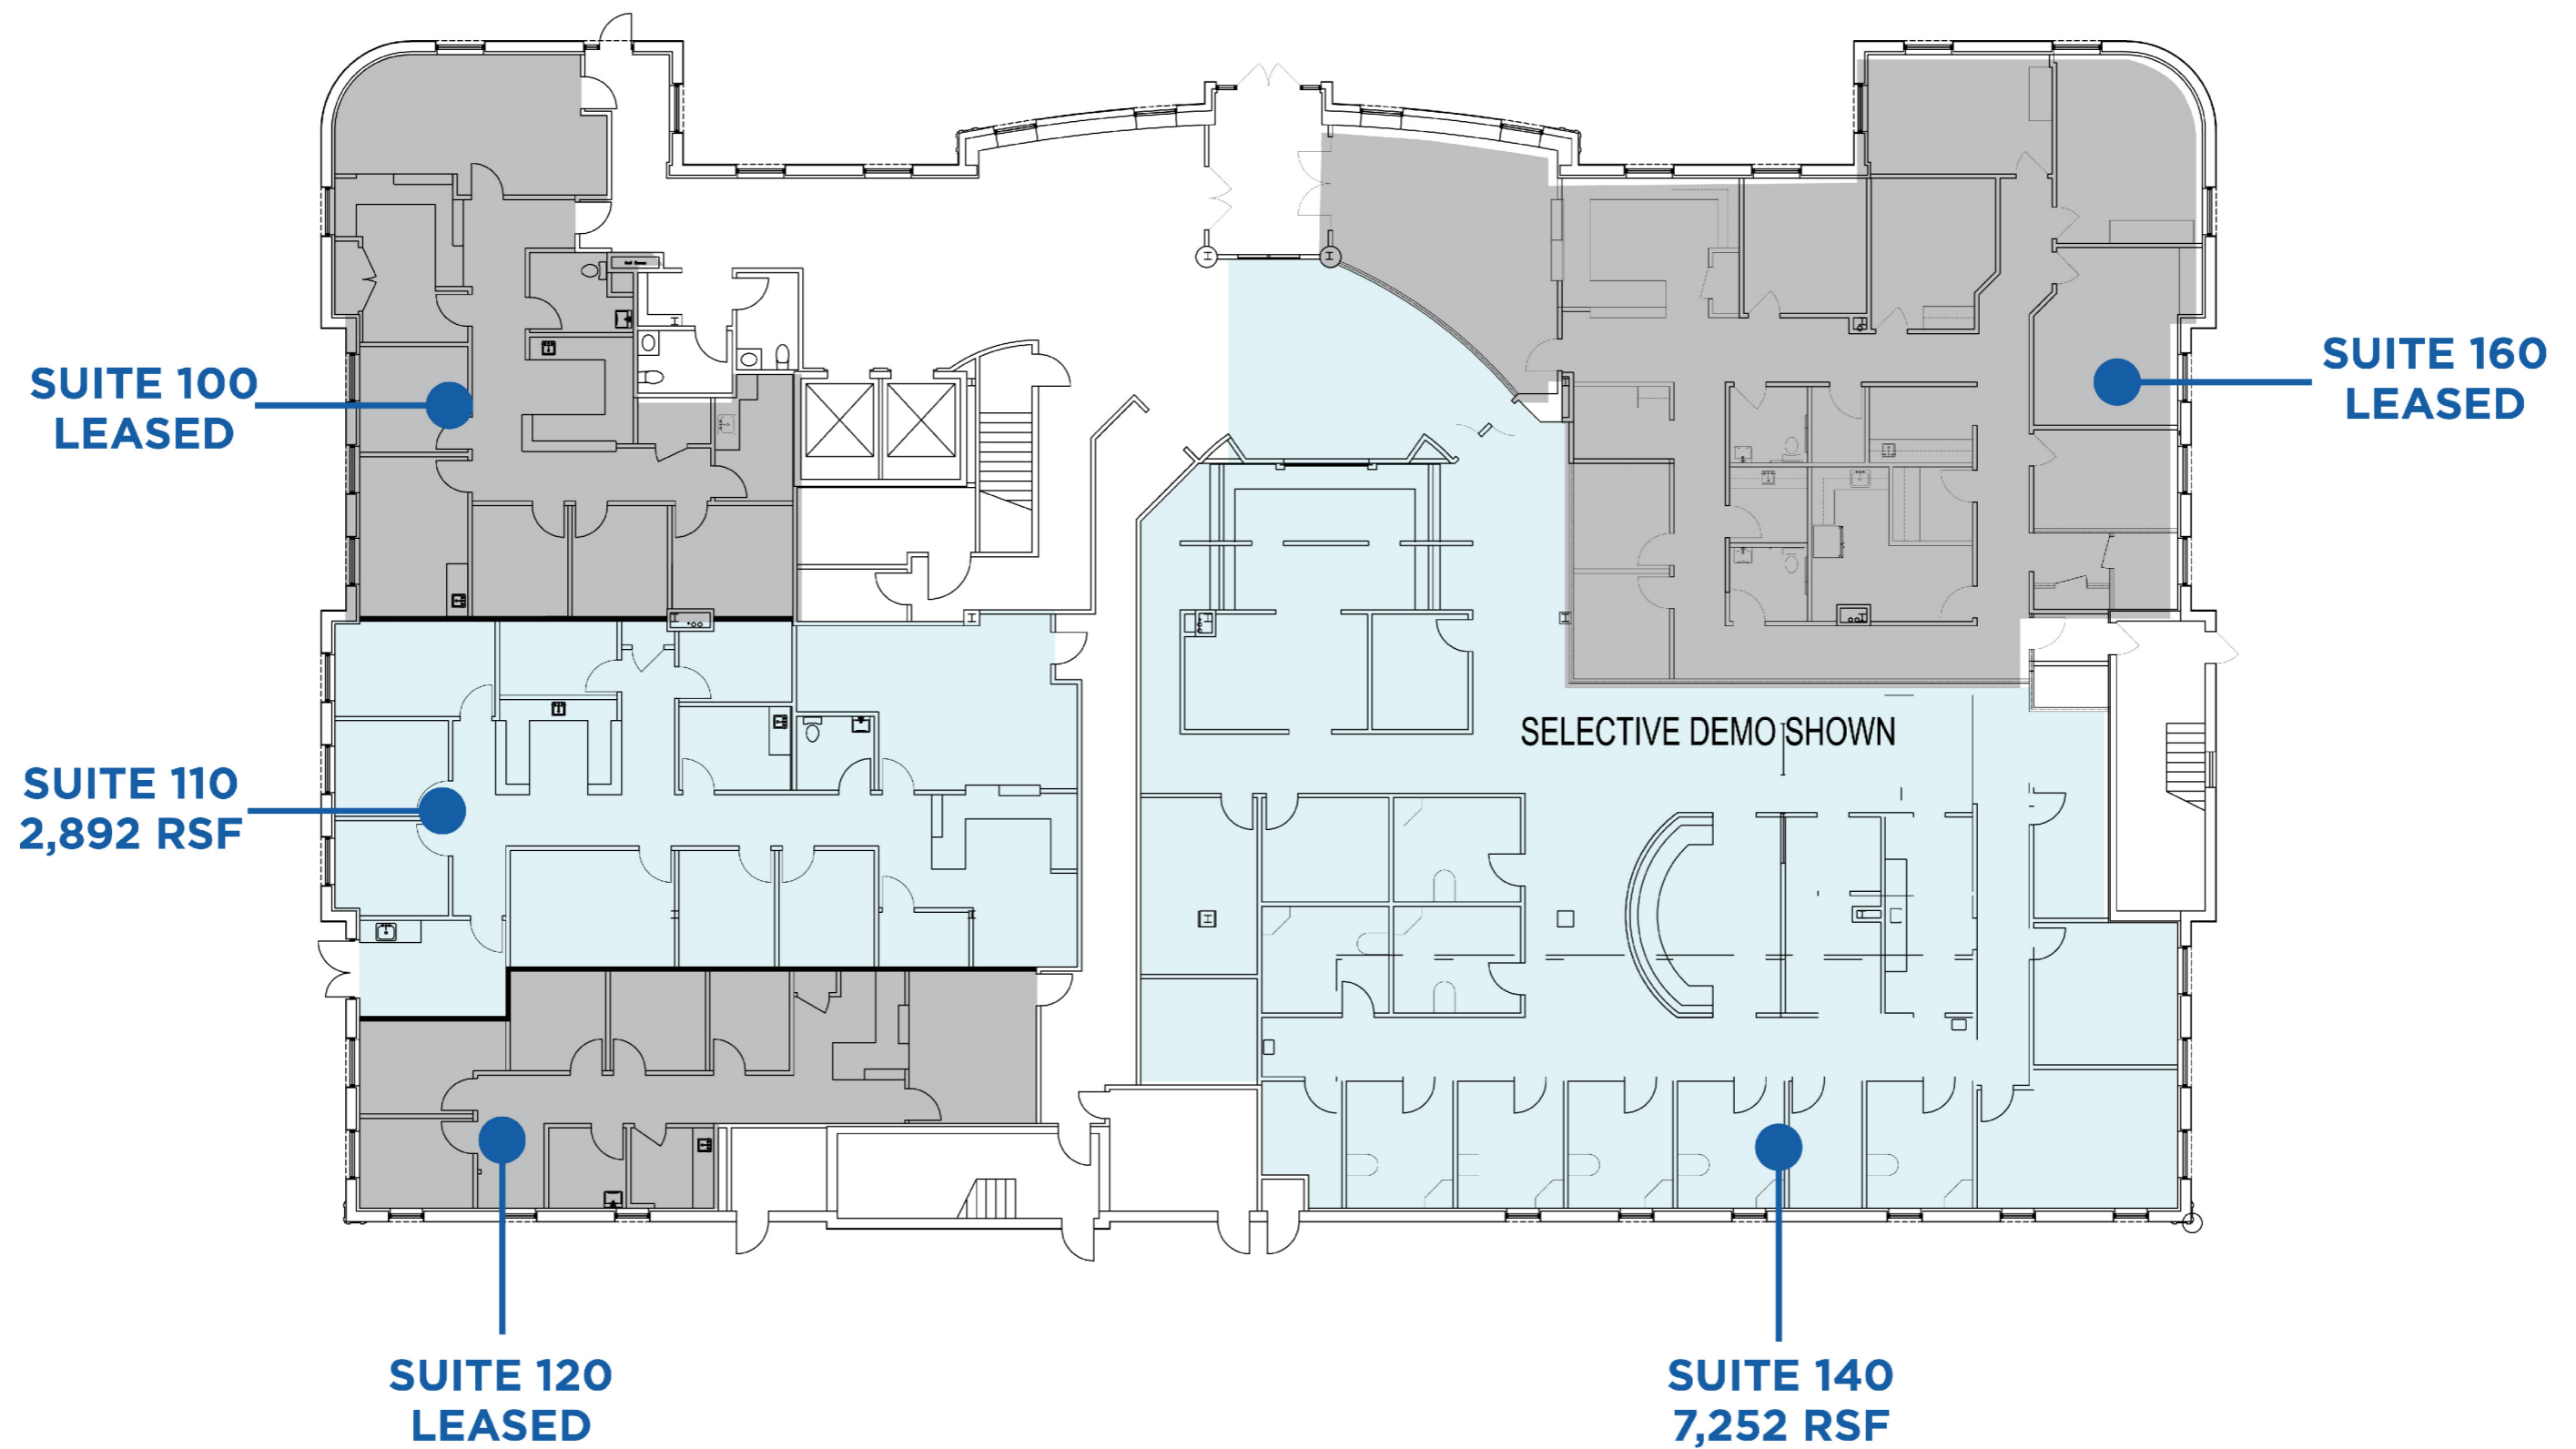 SUITE 100
LEASED
SUITE 160
LEASED
SELECTIVE DEMO SHOWN
SUITE 110
2,892 RSF
SUITE 120
LEASED
SUITE 140
7,252 RSF